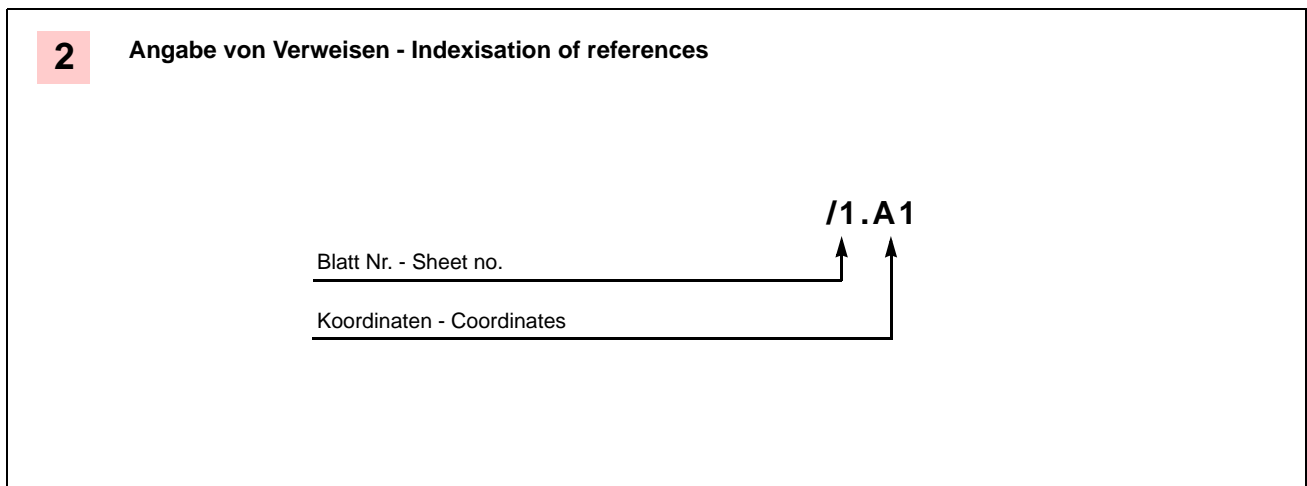 2
Angabe von Verweisen - Indexisation of references
/1.A1
Blatt Nr. - Sheet no.
Koordinaten - Coordinates